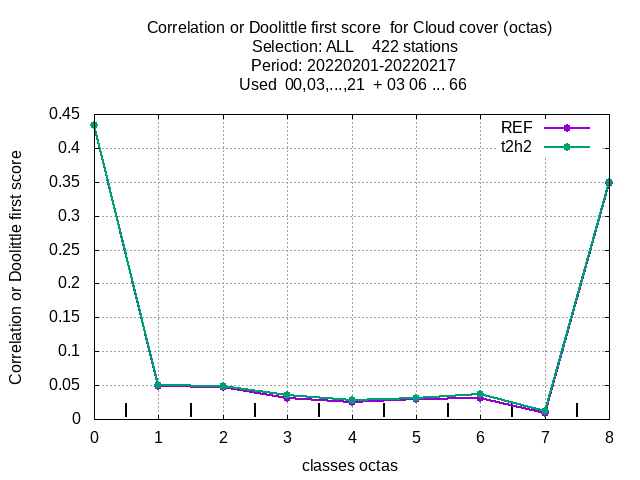 Correlation or Doolittle first score  for Cloud cover (octas)
Selection: ALL    422 stations
Period: 20220201-20220217
Used  00,03,...,21  + 03 06 ... 66
REF
t2h2
Correlation or Doolittle first score
0.45
0.4
0.35
0.3
0.25
0.2
0.15
0.1
0.05
0
0 1 2 3 4 5 6 7 8
classes octas